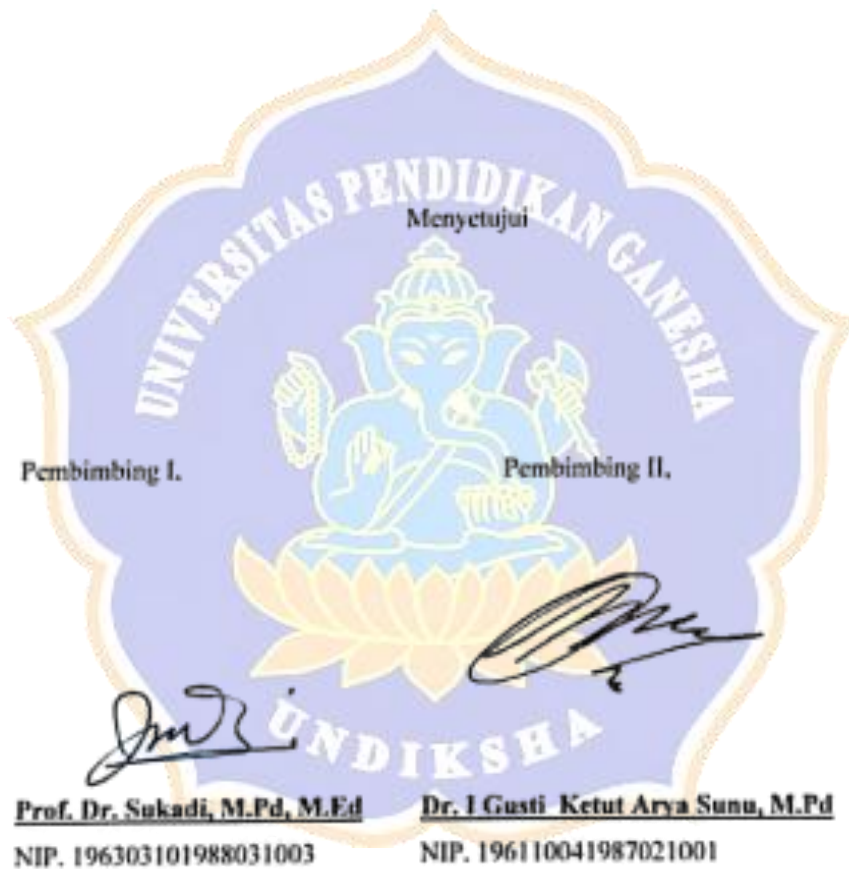 UNIVERSITAS PENDIDIKAN GANESHA
Menyetujui
Pembimbing I.
Pembimbing II,
UNDIKSHA
Prof. Dr. Sukadi, M.Pd, M.Ed
Dr. I Gusti Ketut Arya Sunu, M.Pd
NIP. 196303101988031003
NIP. 196110041987021001